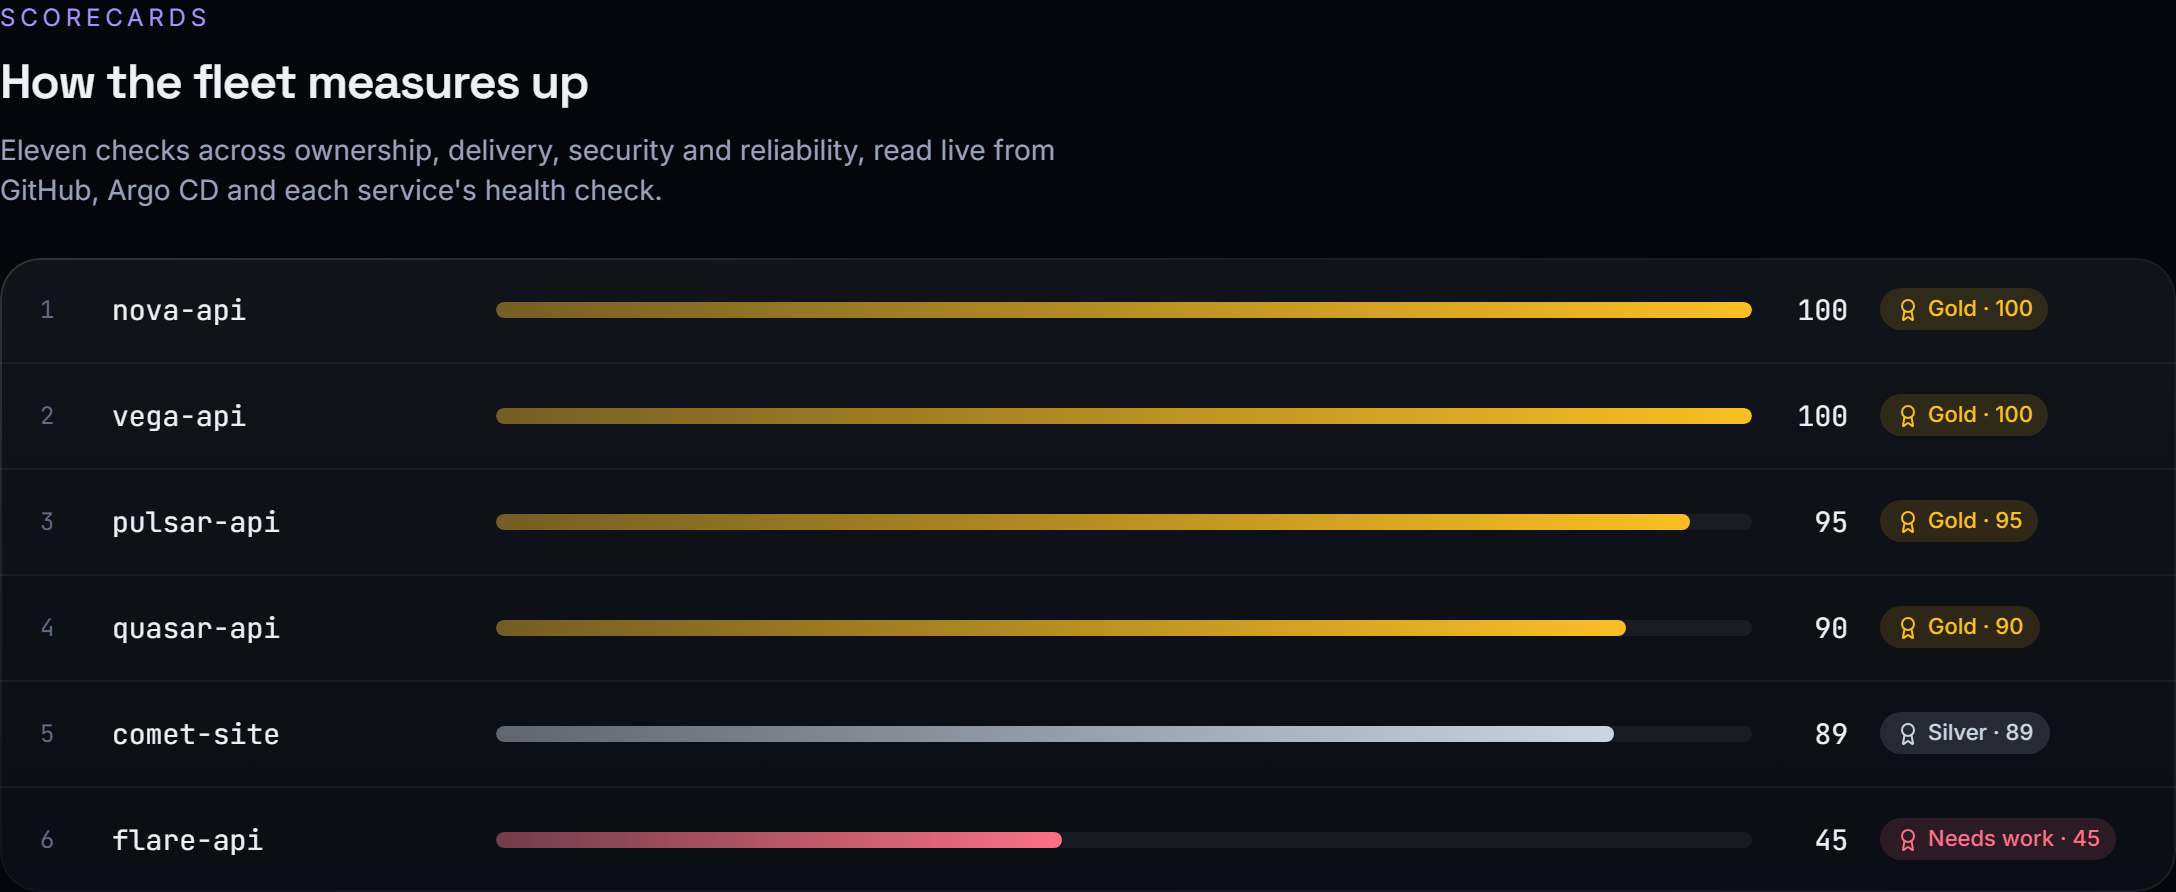 SCORECARDS
How the fleet measures up
Eleven checks across ownership, delivery, security and reliability, read live from
GitHub, Argo CD and each service's health check.
1 nova-api 100 Gold · 100
2 vega-api 100 Gold · 100
3 pulsar-api 95 Gold · 95
4 quasar-api 90 Gold · 90
5 comet-site 89 Silver · 89
6 flare-api 45 Needs work · 45